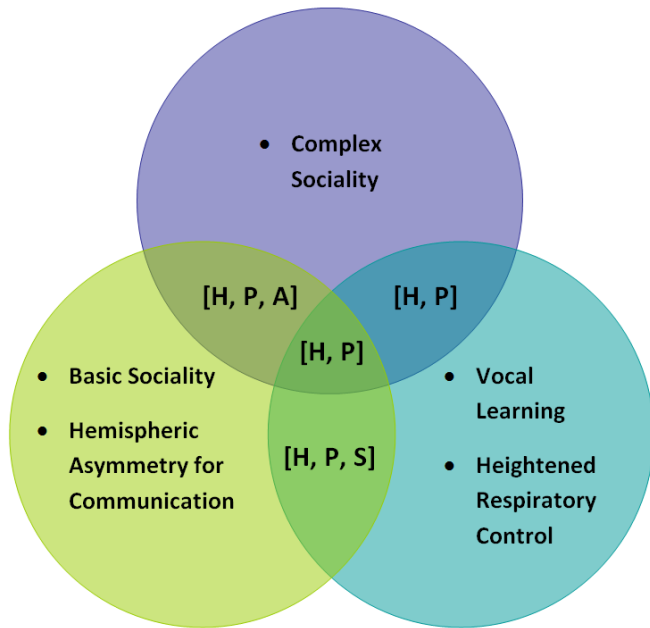 • Complex
Sociality
[H, P, A]
[H, P]
[H, P]
• Basic Sociality
• Hemispheric
Asymmetry for
Communication
[H, P, S]
• Vocal
Learning
• Heightened
Respiratory
Control